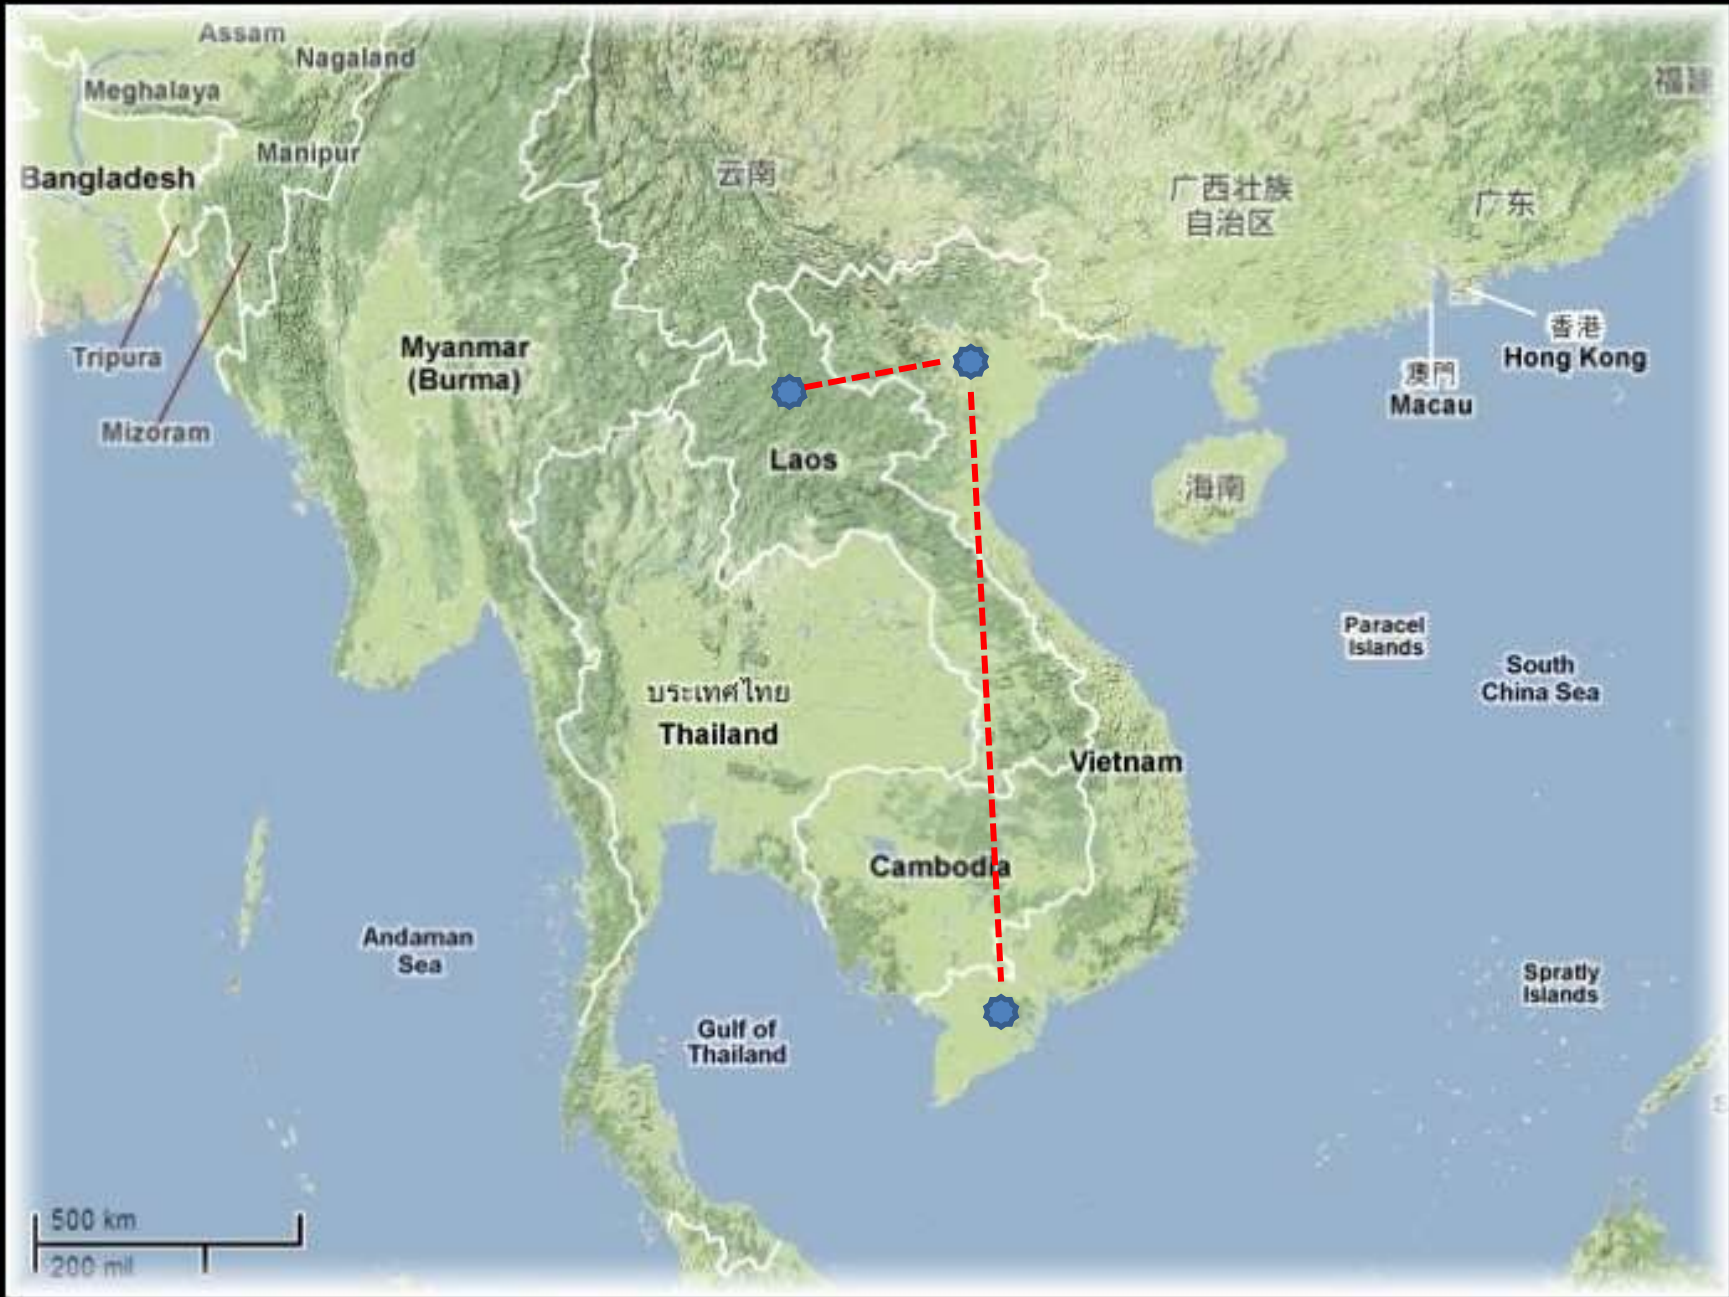 Assam
Nagaland
Meghalaya
Manipur
Bangladesh
云南
广西壮族
自治区
广东
福建
Tripura
Mizoram
Myanmar
(Burma)
Laos
香港
Hong Kong
澳門
Macau
海南
Paracel
Islands
South
China Sea
ประเทศไทย
Thailand
Vietnam
Cambodia
Andaman
Sea
Gulf of
Thailand
Spratly
Islands
500 km
200 mil